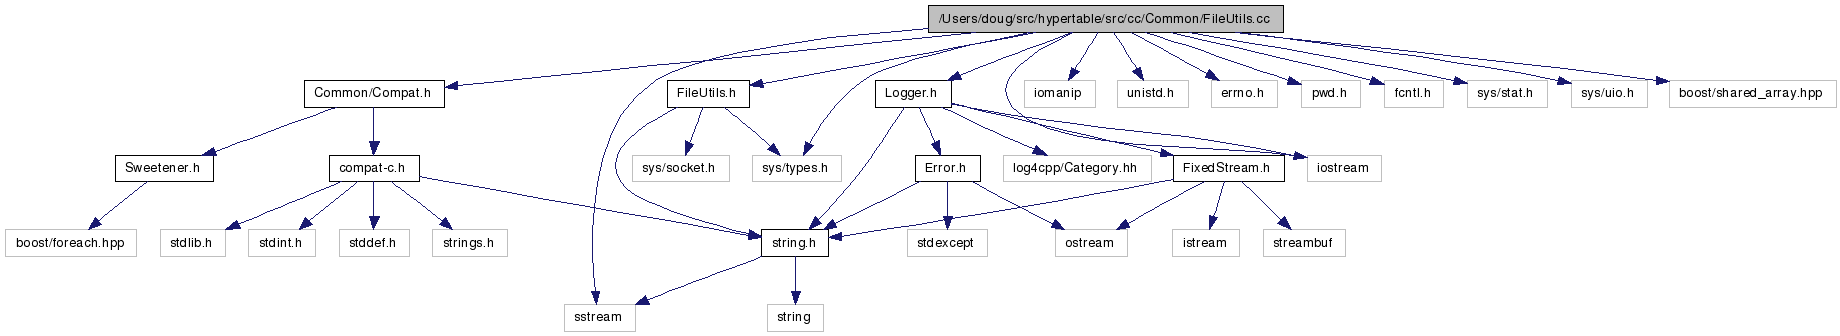 /Users/doug/src/hypertable/src/cc/Common/FileUtils.cc
Common/Compat.h
FileUtils.h
Logger.h
iomanip
unistd.h
errno.h
pwd.h
fcntl.h
sys/stat.h
sys/uio.h
boost/shared_array.hpp
Sweetener.h
compat-c.h
sys/socket.h
sys/types.h
Error.h
log4cpp/Category.hh
FixedStream.h
iostream
boost/foreach.hpp
stdlib.h
stdint.h
stddef.h
strings.h
string.h
stdexcept
ostream
istream
streambuf
sstream
string